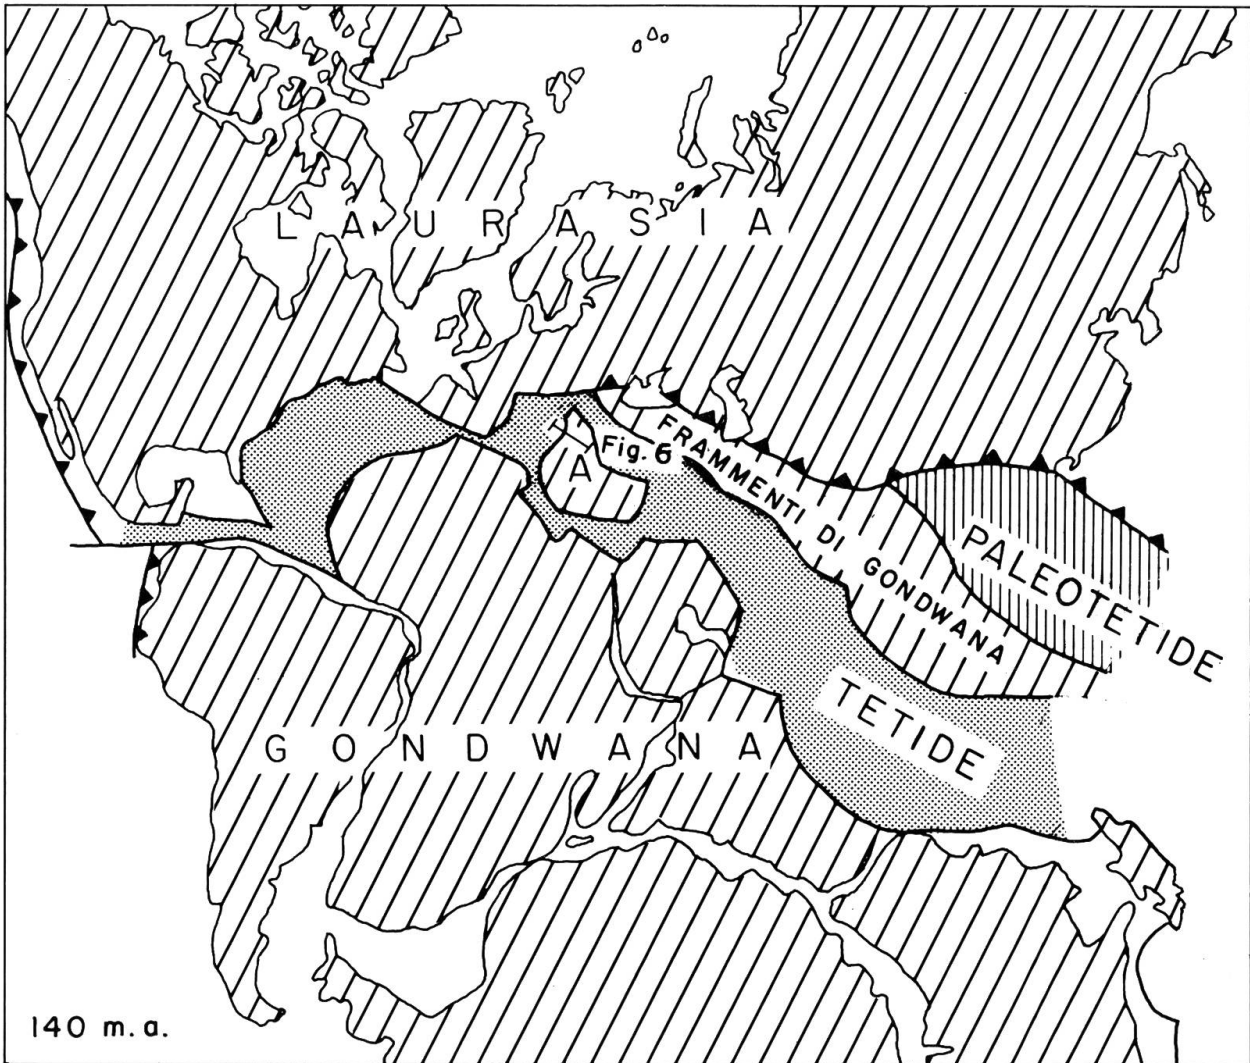 LAURASIA
Fig. 6
A
FRAMMENTI DI GONDWANA
PALEOTETIDE
TETIDE
GONDWANA
140 m.a.